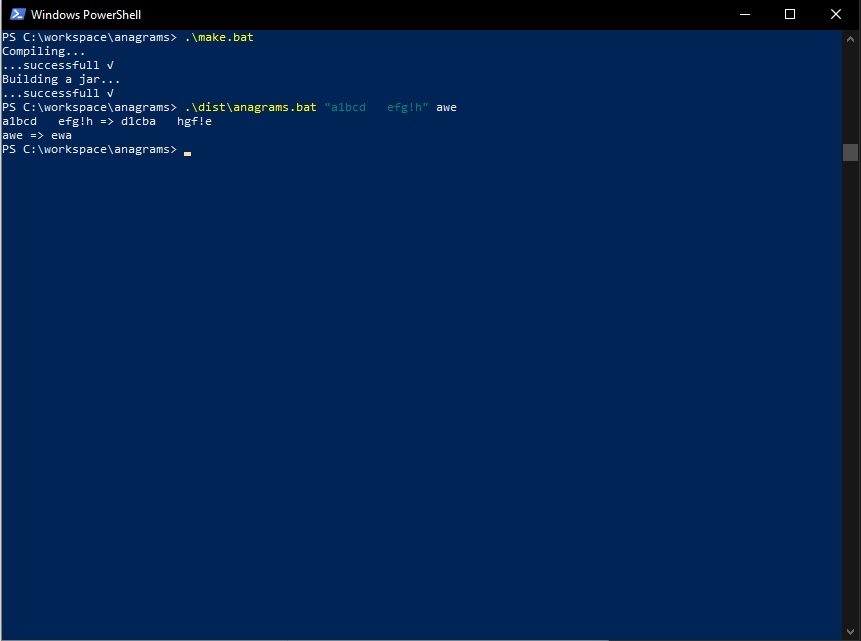 Windows PowerShell
PS C:\workspace\anagrams> .\make.bat
Compiling...
...successfull √
Building a jar...
...successfull √
PS C:\workspace\anagrams> .\dist\anagrams.bat "a1bcd   efg!h" awe
a1bcd   efg!h => d1cba   hgf!e
awe => ewa
PS C:\workspace\anagrams>